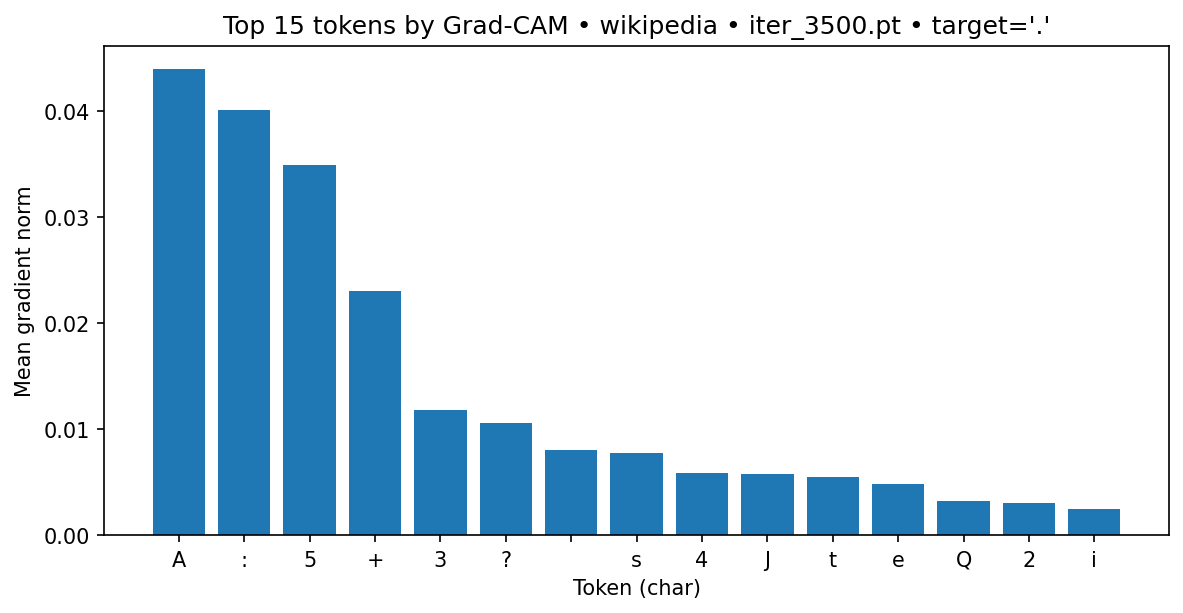 Top 15 tokens by Grad-CAM • wikipedia • iter_3500.pt • target='.'
Mean gradient norm
0.04
0.03
0.02
0.01
0.00
A : 5 + 3 ? s 4 J t e Q 2 i
Token (char)